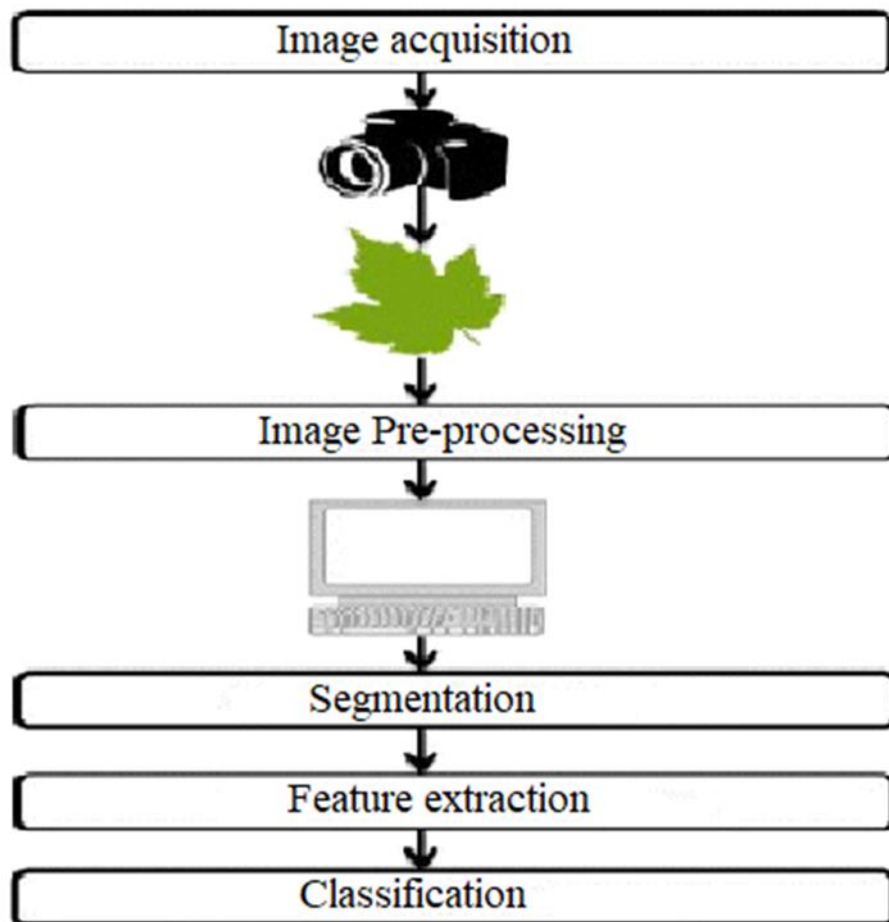 Image acquisition
Image Pre-processing
Segmentation
Feature extraction
Classification